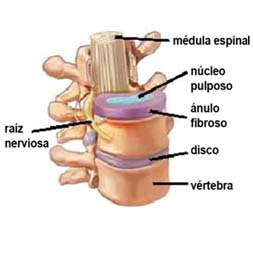 médula espinal
núcleo
pulposo
ánulo
fibroso
raíz
nerviosa
disco
vértebra